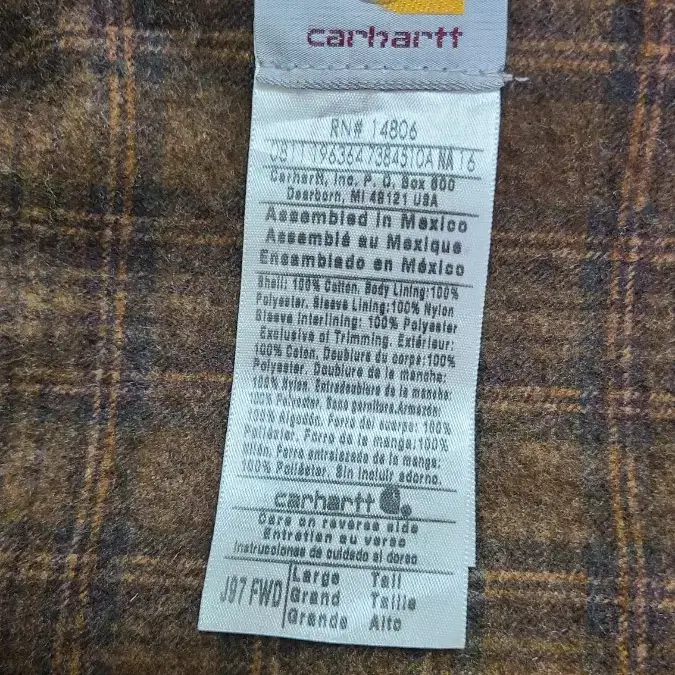 carhartt
RN# 14806
0811 1963647384510A NA 16
Carhartt, Inc. P. O. Box 600
Dearborn, MI 48121 USA
Assembled in Mexico
Assemblé au Mexique
Ensamblado en México
Shell: 100% Cotton. Body Lining:100%
Polyester. Sleeve Lining:100% Nylon
Sleeve Interlining: 100% Polyester
Exclusive of Trimming. Extérieur:
100% Coton. Doublure du corps:100%
Polyester. Doublure de la manche:
100% Nylon. Entredoublure de la manche:
100% Polyester. Sans garniture.Armazón:
100% Algodón. Forro del cuerpo: 100%
Poliéster. Forro de la manga:100%
Nilón. Forro entrelazado de la manga:
100% Poliéster. Sin incluir adorno.
carhartt
Care on reverse side
Entretien au verso
Instrucciones de cuidado al dorso
J97 FWD
Large Tall
Grand Taille
Grande Alto